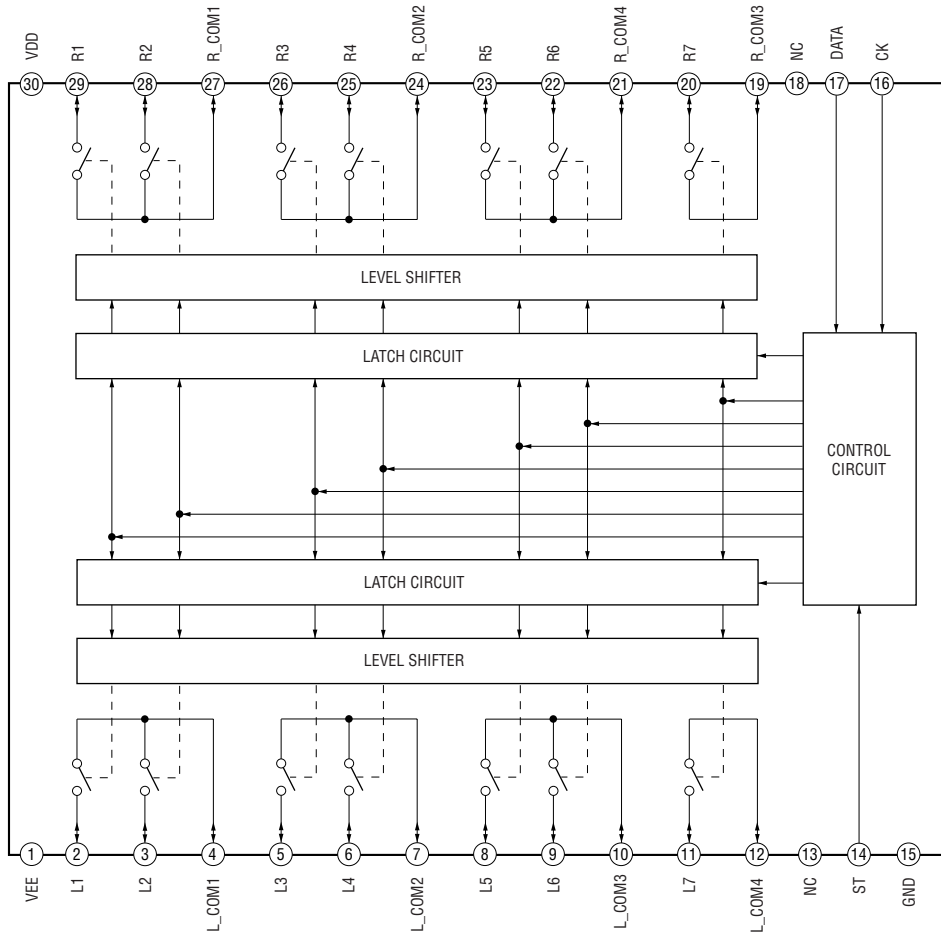 VDD R1 R2 R_COM1 R3 R4 R_COM2 R5 R6 R_COM4 R7 R_COM3 NC DATA CK
30 29 28 27 26 25 24 23 22 21 20 19 18 17 16
LEVEL SHIFTER
LATCH CIRCUIT
CONTROL
CIRCUIT
LATCH CIRCUIT
LEVEL SHIFTER
1 2 3 4 5 6 7 8 9 10 11 12 13 14 15
VEE L1 L2 L_COM1 L3 L4 L_COM2 L5 L6 L_COM3 L7 L_COM4 NC ST GND